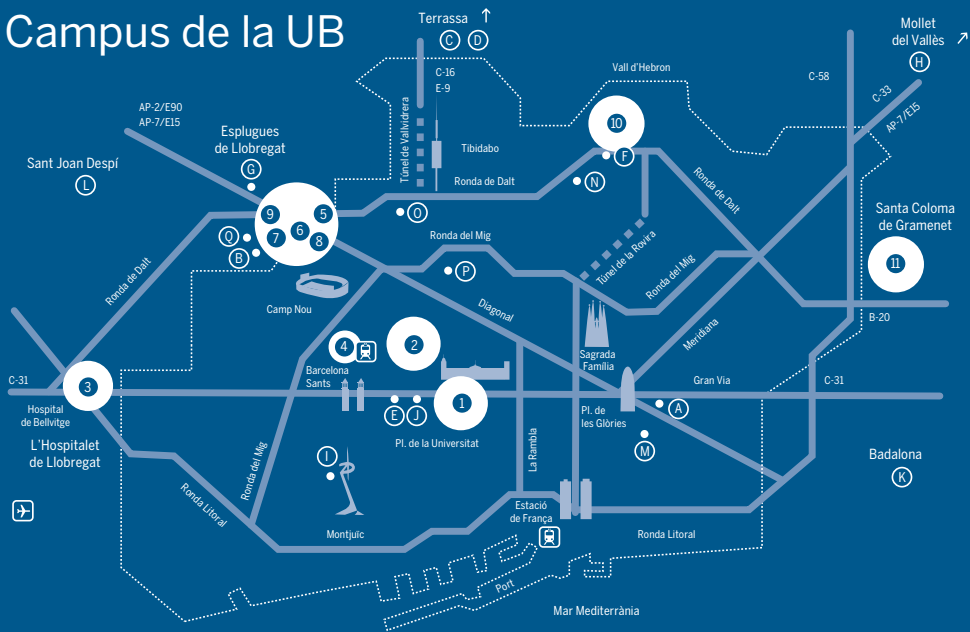 Campus de la UB
Terrassa
C D
Mollet
del Vallès
H
C-16
E-9
Vall d'Hebron
C-58
C-33
AP-7/E15
AP-2/E90
AP-7/E15
Esplugues
de Llobregat
G
Sant Joan Despí
L
Túnel de Vallvidrera
Tibidabo
10
F
N
Ronda de Dalt
Ronda de Dalt
O
9
5
6
7
8
Q
B
Ronda de Dalt
Ronda del Mig
P
Túnel de la Rovira
Ronda del Mig
Santa Coloma
de Gramenet
11
B-20
Camp Nou
Diagonal
Meridiana
4
2
Barcelona
Sants
Sagrada
Família
C-31
3
Hospital
de Bellvitge
L'Hospitalet
de Llobregat
Gran Via
C-31
E J
1
Pl. de la Universitat
Pl. de
les Glòries
A
M
La Rambla
Ronda del Mig
I
Badalona
K
Ronda Litoral
Montjuïc
Estació
de França
Ronda Litoral
Port
Mar Mediterrània